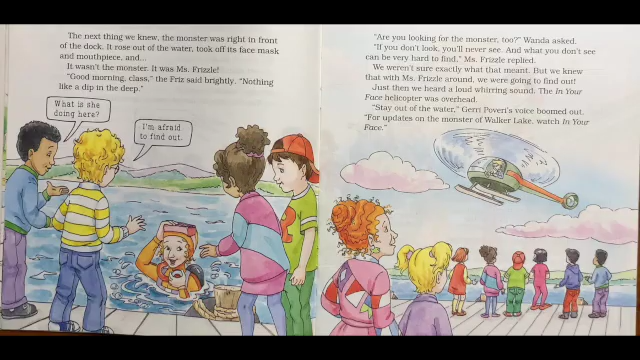 The next thing we knew, the monster was right in front
of the dock. It rose out of the water, took off its face mask
and mouthpiece, and...
It wasn't the monster. It was Ms. Frizzle!
"Good morning, class," the Friz said brightly. "Nothing
like a dip in the deep."
What is she
doing here?
I'm afraid
to find out.
"Are you looking for the monster, too?" Wanda asked.
"If you don't look, you'll never see. And what you don't see
can be very hard to find," Ms. Frizzle replied.
We weren't sure exactly what that meant. But we knew
that with Ms. Frizzle around, we were going to find out!
Just then we heard a loud whirring sound. The In Your
Face helicopter was overhead.
"Stay out of the water," Gerri Poveri's voice boomed out.
"For updates on the monster of Walker Lake, watch In Your
Face."